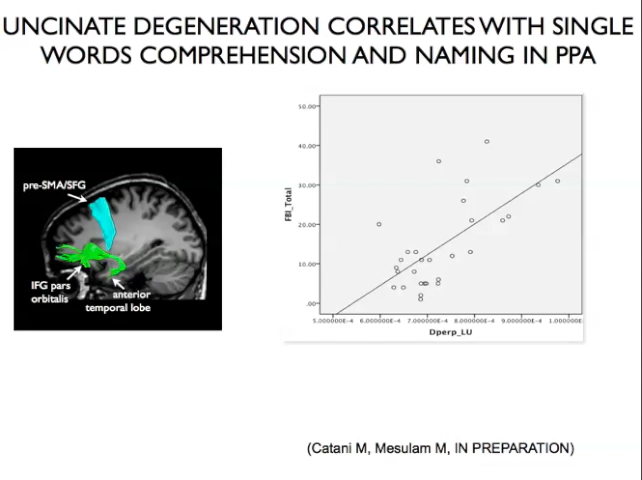 UNCINATE DEGENERATION CORRELATES WITH SINGLE
WORDS COMPREHENSION AND NAMING IN PPA
pre-SMA/SFG
IFG pars
orbitalis
anterior
temporal lobe
50.00
40.00
30.00
20.00
10.00
.00
FBI_Total
5.000000E-4 6.000000E-4 7.000000E-4 8.000000E-4 9.000000E-4 1.000000E
Dperp_LU
(Catani M, Mesulam M, IN PREPARATION)